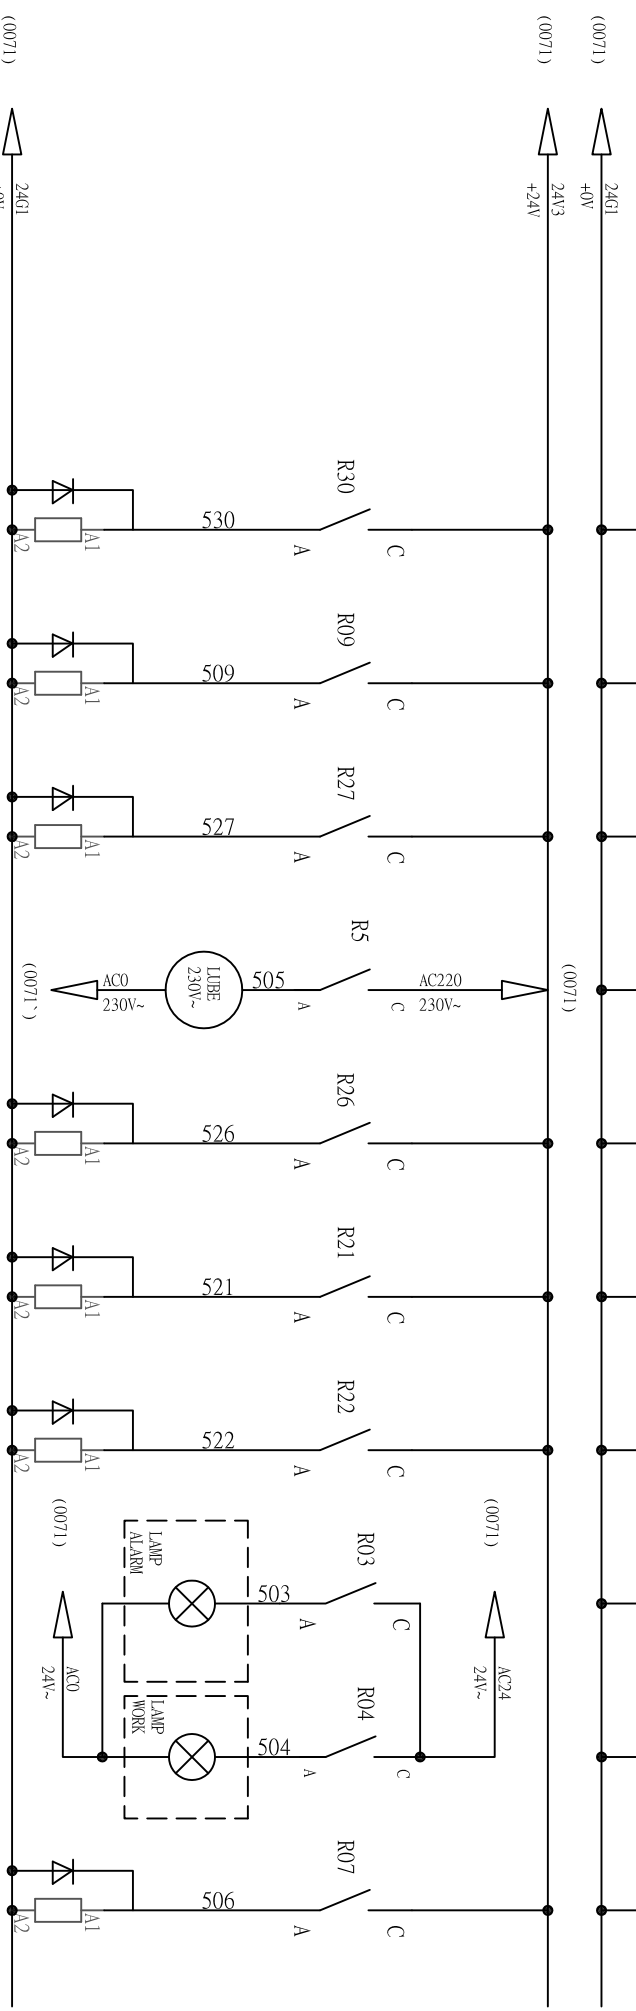 (0071)
(0071)
(0071)
24G1
24V3
+24V
24G1
+0V
R30
530
A
C
A1
A2
R09
509
A
C
A1
A2
R27
527
A
C
A1
A2
R5
505
A
C
AC220
230V~
(0071)
LUBE
230V~
AC0
230V~
(0071`)
R26
526
A
C
A1
A2
R21
521
A
C
A1
A2
R22
522
A
C
A1
A2
(0071)
(0071)
R03
503
A
C
LAMP
ALARM
AC0
24V~
AC24
24V~
R04
504
A
C
LAMP
WORK
R07
506
A
C
A1
A2